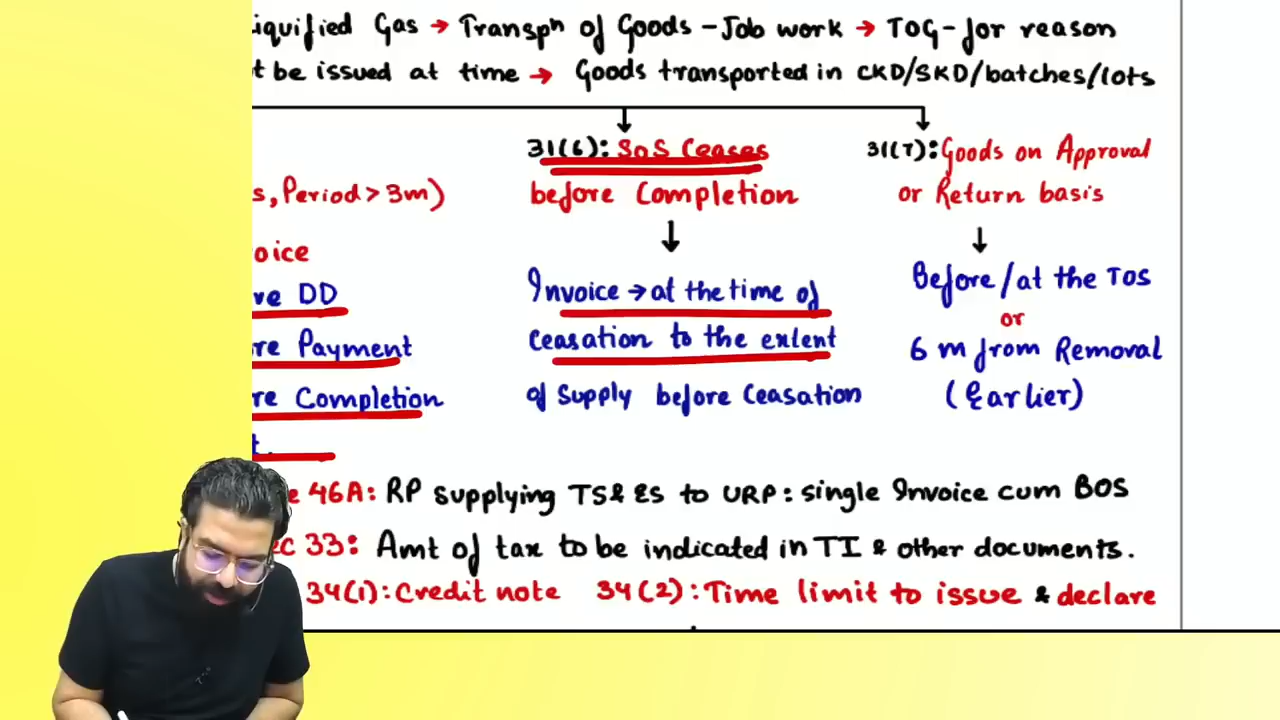 iquified Gas → Transpⁿ of Goods - Job work → TOG - for reason
t be issued at time → Goods transported in CKD/SKD/batches/lots
31(6): SoS Ceases
before Completion
Invoice → at the time of
Ceasation to the extent
of Supply before Ceasation
31(7): Goods on Approval
or Return basis
Before/at the TOS
or
6 m from Removal
(Earlier)
s, Period > 3m)
oice
ve DD
re Payment
re Completion
t.
e 46A: RP supplying TS & ES to URP: single Invoice cum BOS
ec 33: Amt of tax to be indicated in TI & other documents.
34(1): Credit note 34(2): Time limit to issue & declare